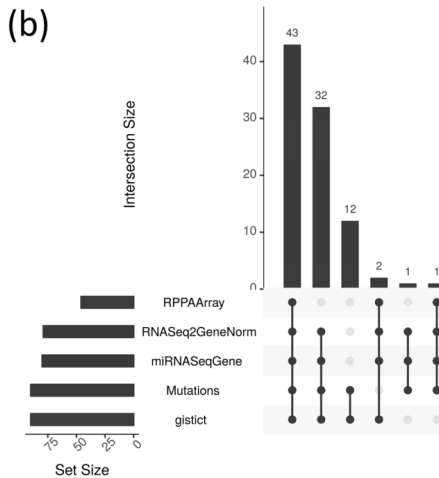 (b)
Intersection Size
43
32
12
2
1
1
40
30
20
10
0
RPPAArray
RNASeq2GeneNorm
miRNASeqGene
Mutations
gistict
75
50
25
0
Set Size